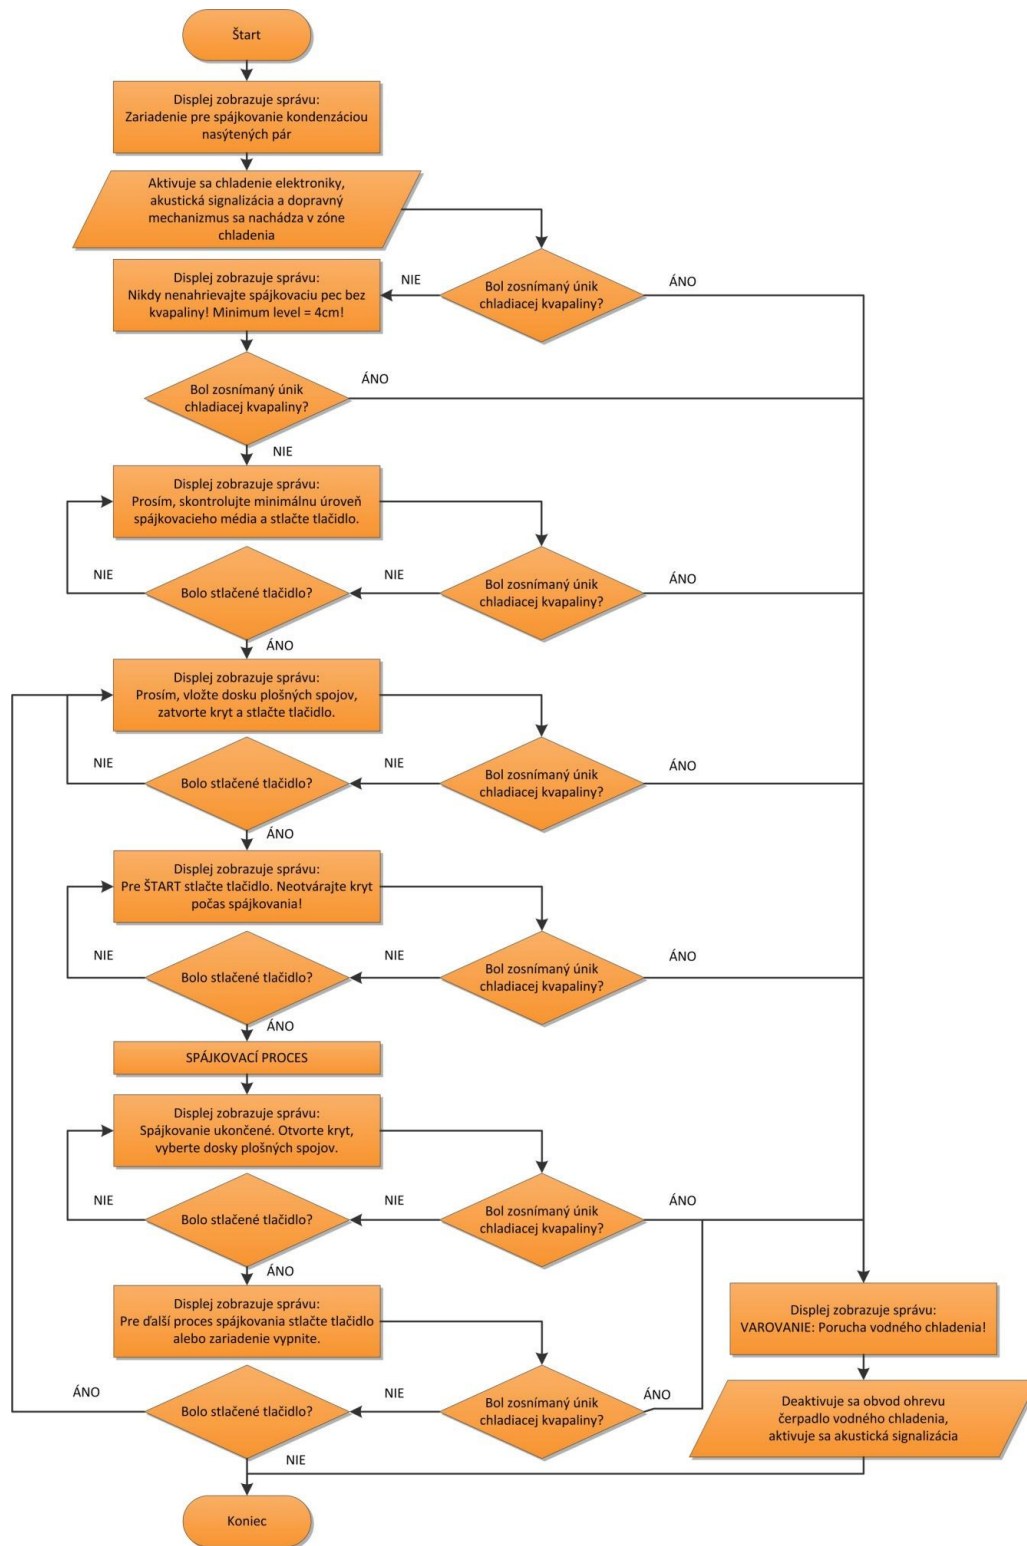 Štart
Displej zobrazuje správu:
Zariadenie pre spájkovanie kondenzáciou
nasýtených pár
Aktivuje sa chladenie elektroniky,
akustická signalizácia a dopravný
mechanizmus sa nachádza v zóne
chladenia
Bol zosnímaný únik
chladiacej kvapaliny?
NIE
ÁNO
Displej zobrazuje správu:
Nikdy nenahrievajte spájkovaciu pec bez
kvapaliny! Minimum level = 4cm!
Bol zosnímaný únik
chladiacej kvapaliny?
ÁNO
NIE
Displej zobrazuje správu:
Prosím, skontrolujte minimálnu úroveň
spájkovacieho média a stlačte tlačidlo.
NIE
Bolo stlačené tlačidlo?
NIE
Bol zosnímaný únik
chladiacej kvapaliny?
ÁNO
ÁNO
Displej zobrazuje správu:
Prosím, vložte dosku plošných spojov,
zatvorte kryt a stlačte tlačidlo.
NIE
Bolo stlačené tlačidlo?
NIE
Bol zosnímaný únik
chladiacej kvapaliny?
ÁNO
ÁNO
Displej zobrazuje správu:
Pre ŠTART stlačte tlačidlo. Neotvárajte kryt
počas spájkovania!
NIE
Bolo stlačené tlačidlo?
NIE
Bol zosnímaný únik
chladiacej kvapaliny?
ÁNO
ÁNO
SPÁJKOVACÍ PROCES
Displej zobrazuje správu:
Spájkovanie ukončené. Otvorte kryt,
vyberte dosky plošných spojov.
NIE
Bolo stlačené tlačidlo?
NIE
Bol zosnímaný únik
chladiacej kvapaliny?
ÁNO
ÁNO
Displej zobrazuje správu:
Pre ďalší proces spájkovania stlačte tlačidlo
alebo zariadenie vypnite.
ÁNO
Bolo stlačené tlačidlo?
NIE
Bol zosnímaný únik
chladiacej kvapaliny?
ÁNO
NIE
Displej zobrazuje správu:
VAROVANIE: Porucha vodného chladenia!
Deaktivuje sa obvod ohrevu
čerpadlo vodného chladenia,
aktivuje sa akustická signalizácia
Koniec